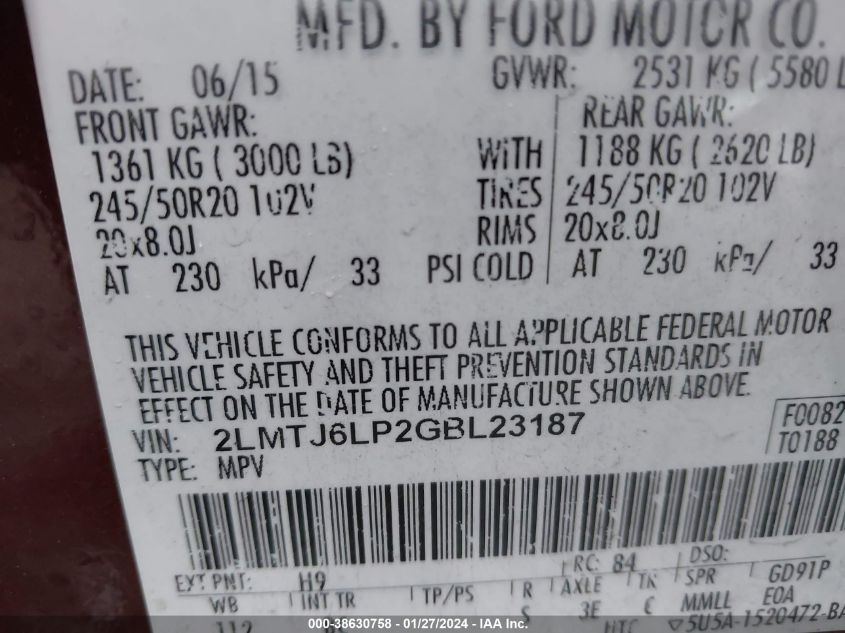 MFD. BY FORD MOTOR CO.
DATE: 06/15 GVWR: 2531 KG ( 5580 L
FRONT GAWR: REAR GAWR:
1361 KG ( 3000 LB) WITH 1188 KG ( 2620 LB)
245/50R20 102V TIRES 245/50R20 102V
20x8.0J RIMS 20x8.0J
AT 230 kPa/ 33 PSI COLD AT 230 kPa/ 33
THIS VEHICLE CONFORMS TO ALL APPLICABLE FEDERAL MOTOR
VEHICLE SAFETY AND THEFT PREVENTION STANDARDS IN
EFFECT ON THE DATE OF MANUFACTURE SHOWN ABOVE.
VIN: 2LMTJ6LP2GBL23187 F0082
TYPE: MPV T0188
RC: 84 DSO:
EXT PNT: H9
WB INT TR TP/PS R AXLE TR SPR GD91P
112 S 3E C MMLL EOA
UTC 5U5A-1520472-BA
IAAI - 38630758 - 01/27/2024 - IAAI.COM